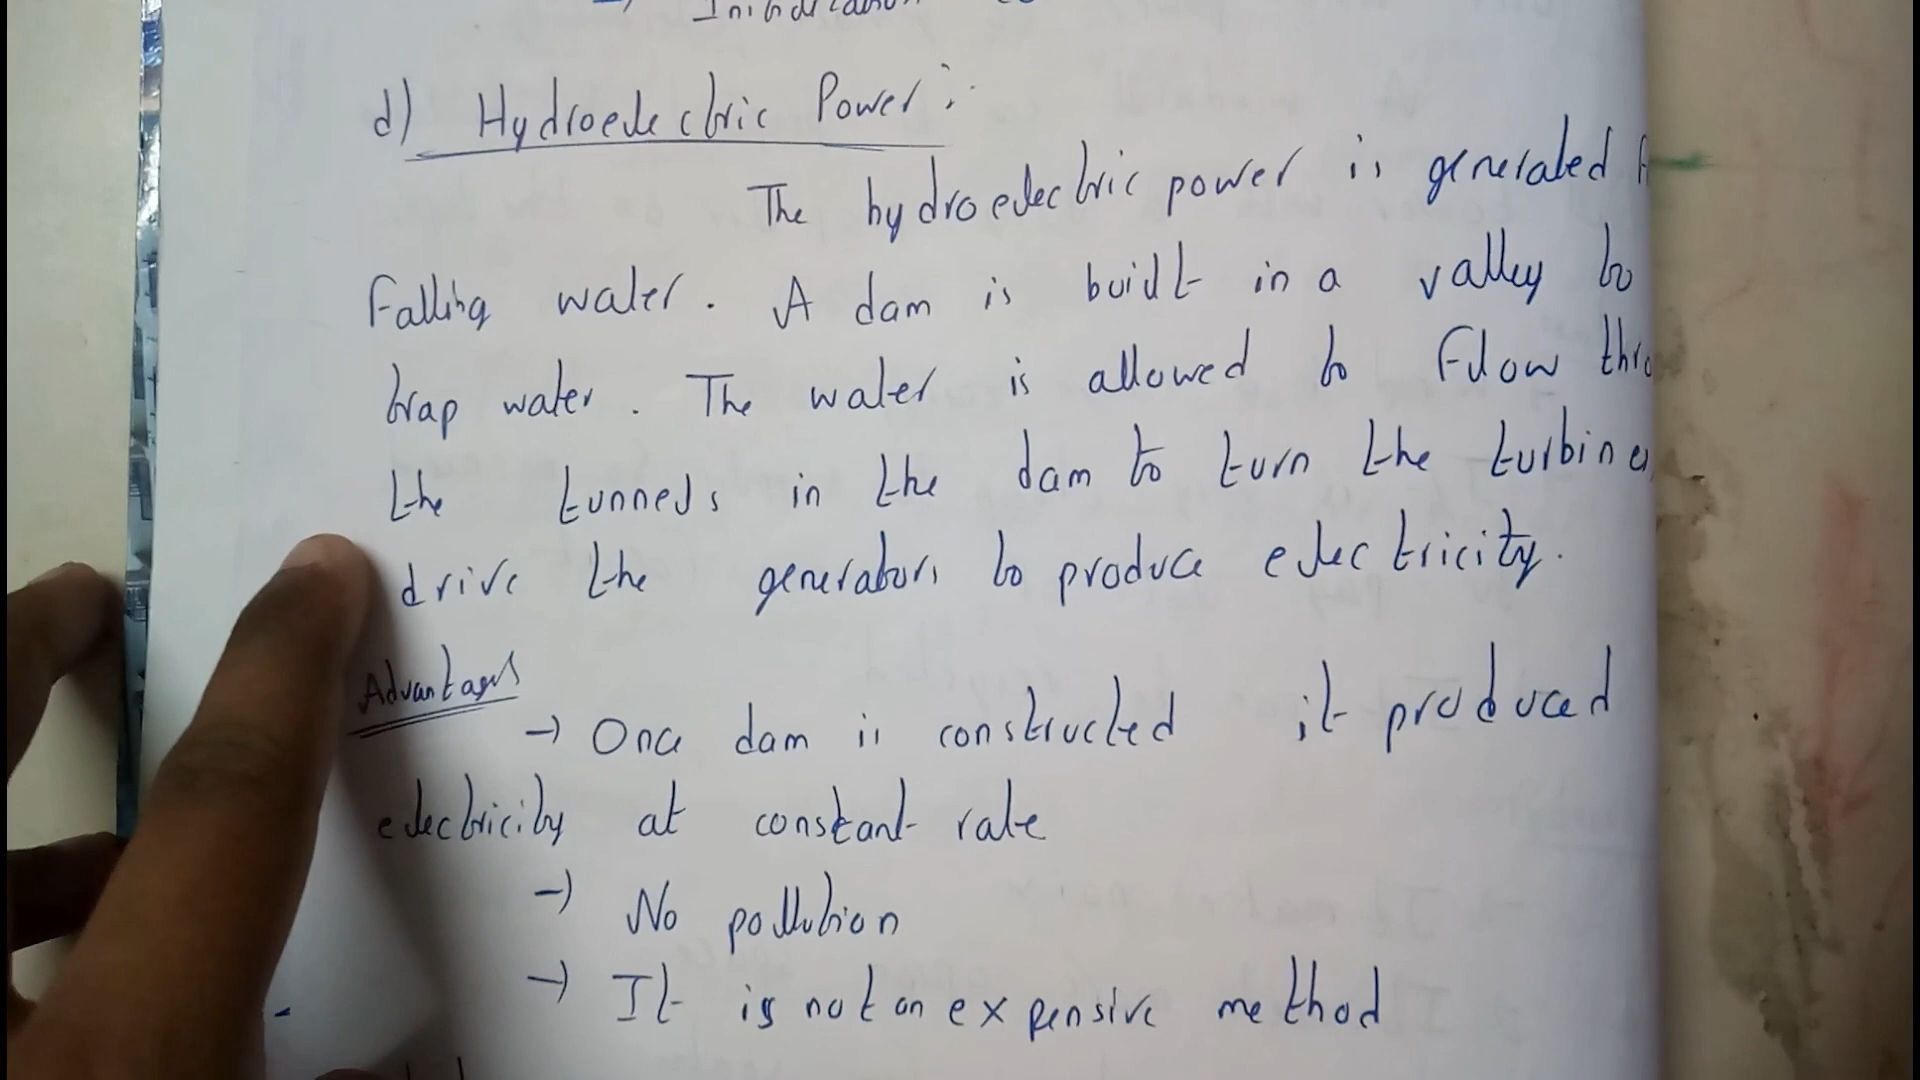 d) Hydroelectric Power :-
The hydroelectric power is generated
falling water. A dam is built in a valley to
trap water. The water is allowed to flow thro
the tunnels in the dam to turn the turbines
drive the generators to produce electricity.
Advantages
→ Once dam is constructed it produced
electricity at constant rate
→ No pollution
→ It is not an expensive method